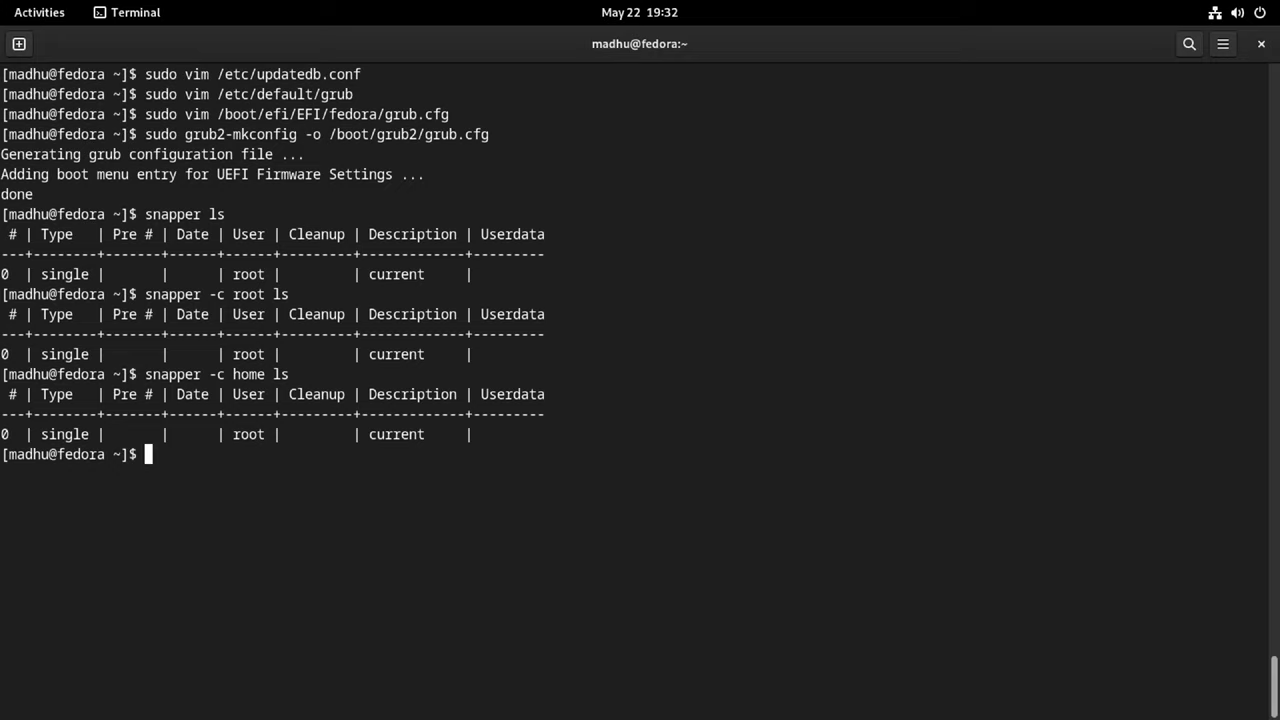 Activities Terminal May 22 19:32
madhu@fedora:~
[madhu@fedora ~]$ sudo vim /etc/updatedb.conf
[madhu@fedora ~]$ sudo vim /etc/default/grub
[madhu@fedora ~]$ sudo vim /boot/efi/EFI/fedora/grub.cfg
[madhu@fedora ~]$ sudo grub2-mkconfig -o /boot/grub2/grub.cfg
Generating grub configuration file ...
Adding boot menu entry for UEFI Firmware Settings ...
done
[madhu@fedora ~]$ snapper ls
 # | Type   | Pre # | Date | User | Cleanup | Description | Userdata
---+--------+-------+------+------+---------+-------------+---------
0  | single |       |      | root |         | current     |
[madhu@fedora ~]$ snapper -c root ls
 # | Type   | Pre # | Date | User | Cleanup | Description | Userdata
---+--------+-------+------+------+---------+-------------+---------
0  | single |       |      | root |         | current     |
[madhu@fedora ~]$ snapper -c home ls
 # | Type   | Pre # | Date | User | Cleanup | Description | Userdata
---+--------+-------+------+------+---------+-------------+---------
0  | single |       |      | root |         | current     |
[madhu@fedora ~]$